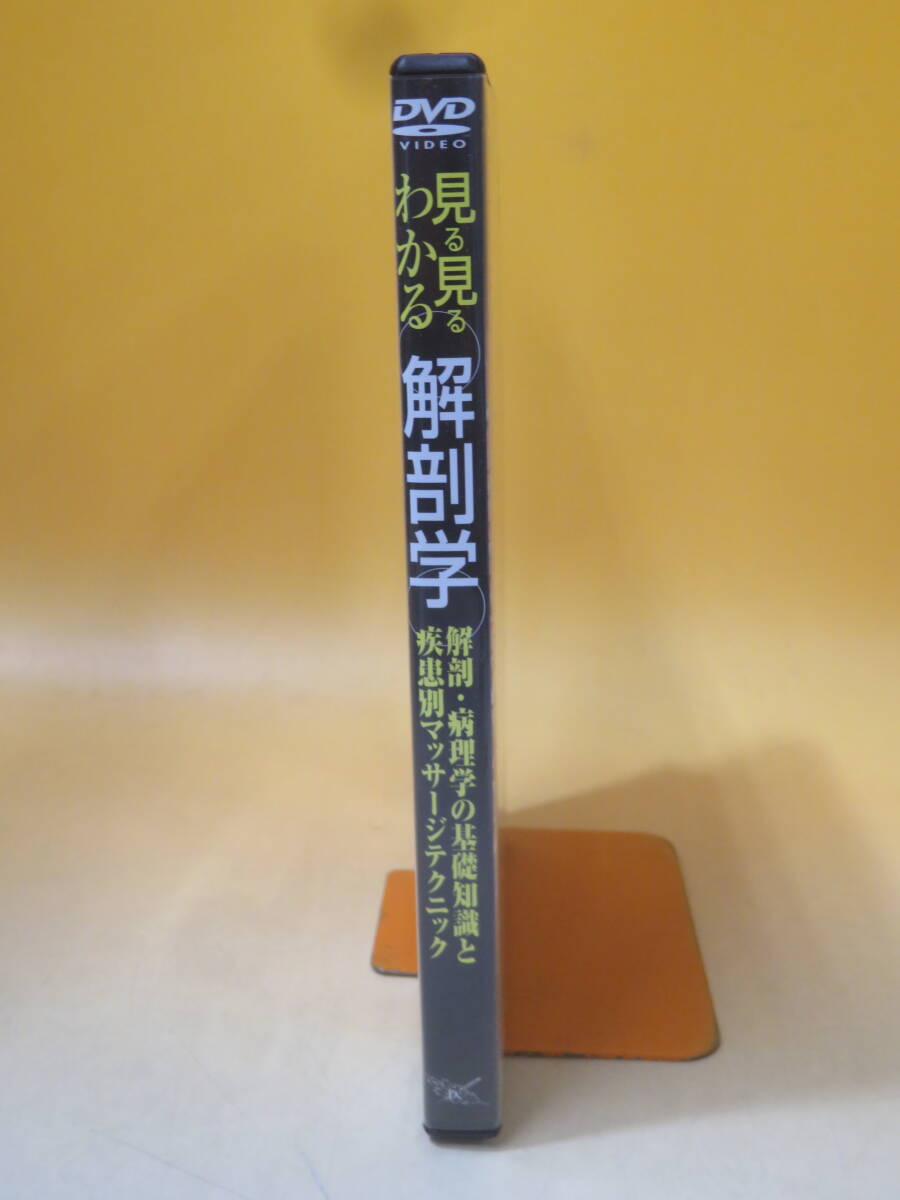 DVD
VIDEO
見る見る
わかる
解剖学
解剖・病理学の基礎知識と
疾患別マッサージテクニック